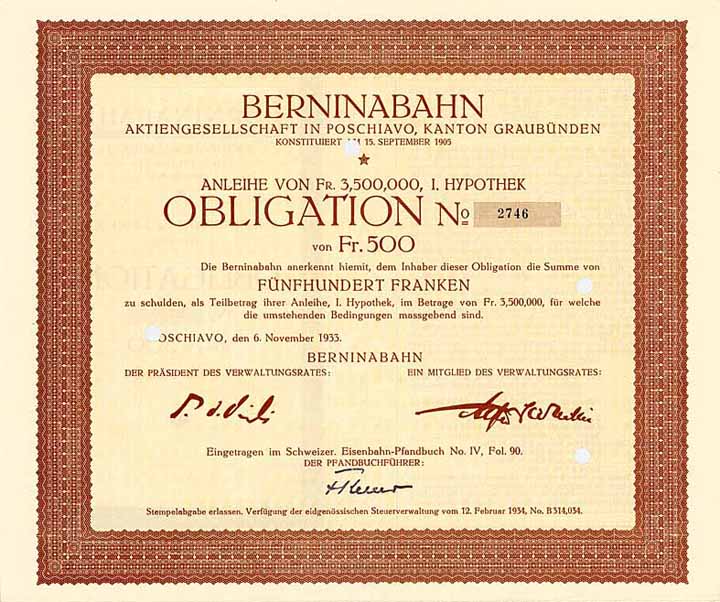 BERNINABAHN
AKTIENGESELLSCHAFT IN POSCHIAVO, KANTON GRAUBÜNDEN
KONSTITUIERT AM 15. SEPTEMBER 1905
ANLEIHE VON FR. 3,500,000, I. HYPOTHEK
OBLIGATION No 2746
VON FR. 500
Die Berninabahn anerkennt hiemit, dem Inhaber dieser Obligation die Summe von
FÜNFHUNDERT FRANKEN
zu schulden, als Teilbetrag ihrer Anleihe, I. Hypothek, im Betrage von Fr. 3,500,000, für welche
die umstehenden Bedingungen massgebend sind.
POSCHIAVO, den 6. November 1933.
BERNINABAHN
DER PRÄSIDENT DES VERWALTUNGSRATES: EIN MITGLIED DES VERWALTUNGSRATES:
Eingetragen im Schweizer. Eisenbahn-Pfandbuch No. IV, Fol. 90.
DER PFANDBUCHFÜHRER:
Stempelabgabe erlassen. Verfügung der eidgenössischen Steuerverwaltung vom 12. Februar 1934, No. B 314,034.